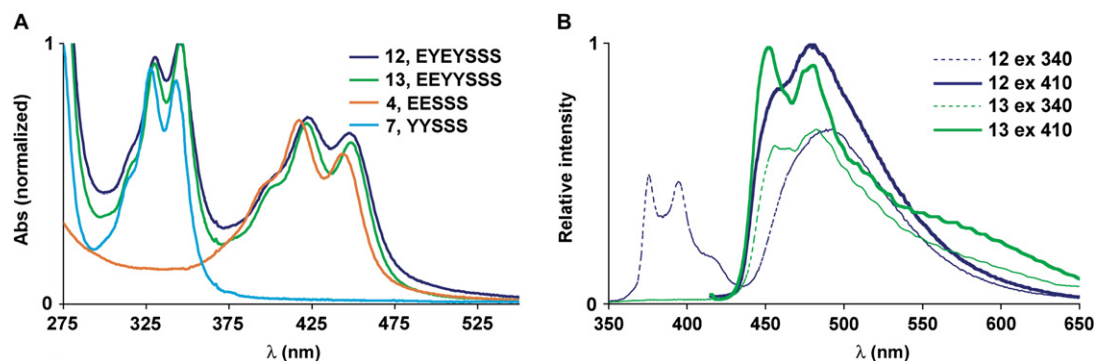 A
1
12, EYEYSSS
13, EEYYSSS
4, EESSS
7, YYSSS
Abs (normalized)
0
275 325 375 425 475 525
λ (nm)
B
1
12 ex 340
12 ex 410
13 ex 340
13 ex 410
Relative intensity
0
350 400 450 500 550 600 650
λ (nm)